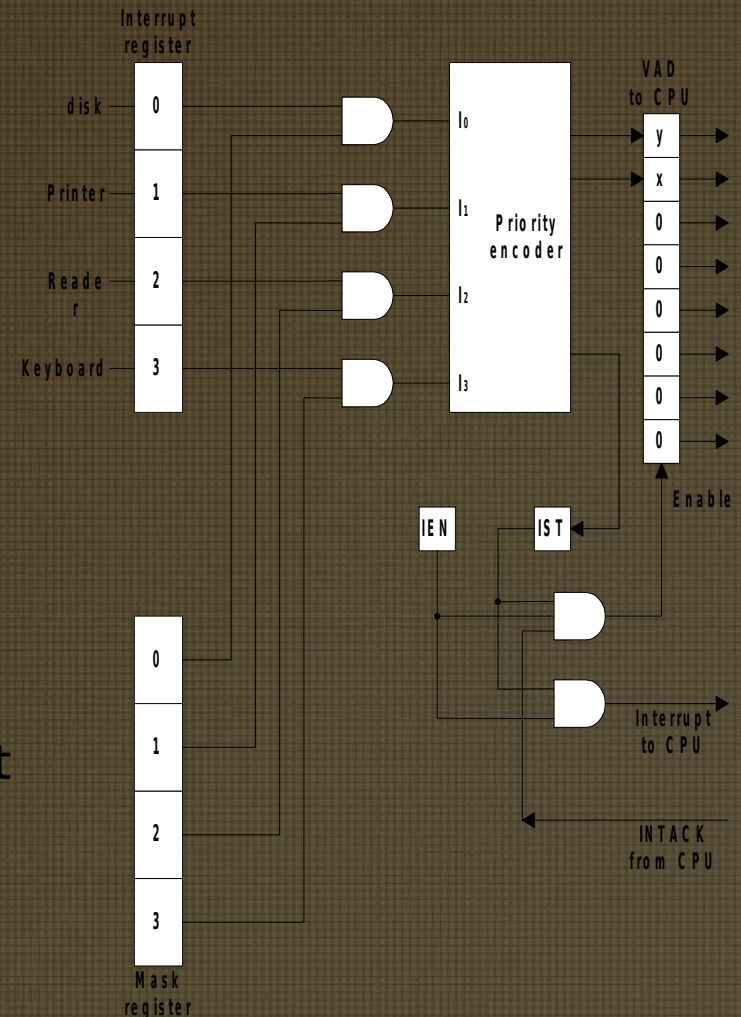 Interrupt
register
disk
0
Printer
1
Reade
r
2
Keyboard
3
I0
I1
I2
I3
Priority
encoder
VAD
to CPU
y
x
0
0
0
0
0
0
Enable
IEN
IST
Interrupt
to CPU
INTACK
from CPU
0
1
2
3
Mask
register
t